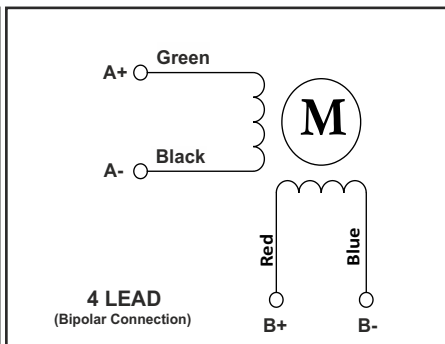 Green
A+
M
Black
A-
Red
Blue
4 LEAD
(Bipolar Connection)
B+
B-